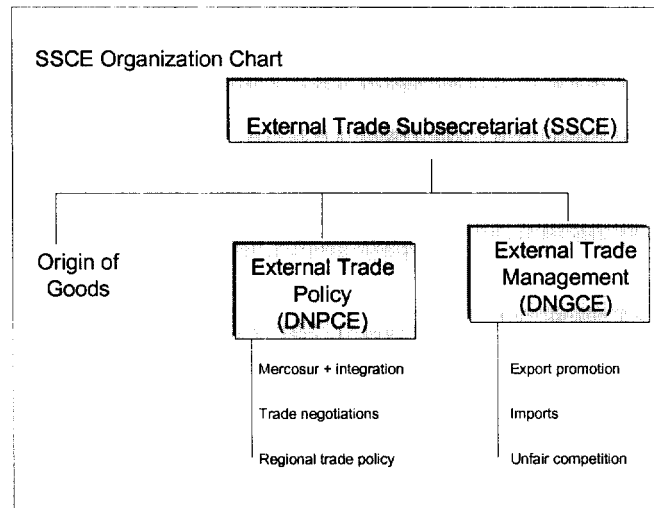 SSCE Organization Chart
External Trade Subsecretariat (SSCE)
Origin of
Goods
External Trade
Policy
(DNPCE)
External Trade
Management
(DNGCE)
Mercosur + integration
Trade negotiations
Regional trade policy
Export promotion
Imports
Unfair competition